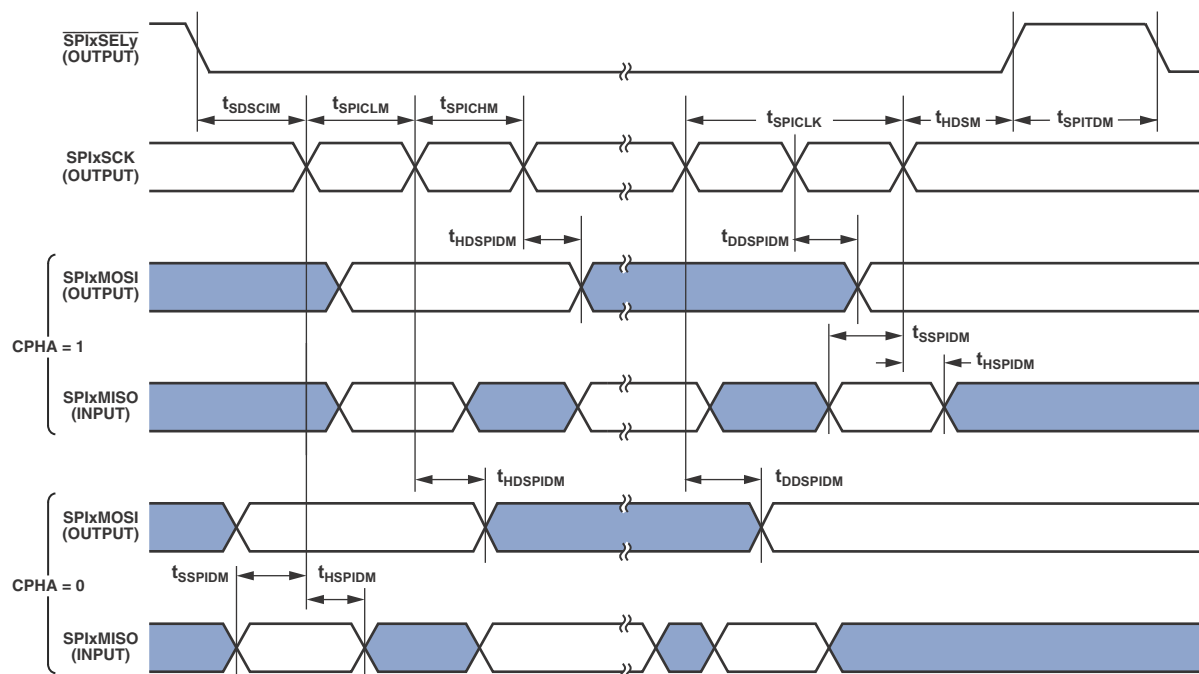 SPIxSELy
(OUTPUT)
tSDSCIM
tSPICLM
tSPICHM
tSPICLK
tHDSM
tSPITDM
SPIxSCK
(OUTPUT)
tHDSPIDM
tDDSPIDM
SPIxMOSI
(OUTPUT)
CPHA = 1
tSSPIDM
tHSPIDM
SPIxMISO
(INPUT)
tHDSPIDM
tDDSPIDM
SPIxMOSI
(OUTPUT)
CPHA = 0
tSSPIDM
tHSPIDM
SPIxMISO
(INPUT)